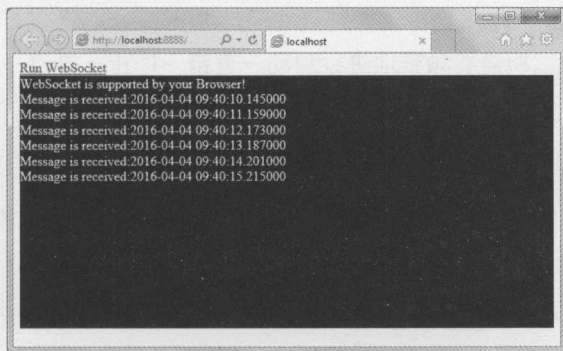 http://localhost:8888/
localhost
Run WebSocket
WebSocket is supported by your Browser!
Message is received:2016-04-04 09:40:10.145000
Message is received:2016-04-04 09:40:11.159000
Message is received:2016-04-04 09:40:12.173000
Message is received:2016-04-04 09:40:13.187000
Message is received:2016-04-04 09:40:14.201000
Message is received:2016-04-04 09:40:15.215000